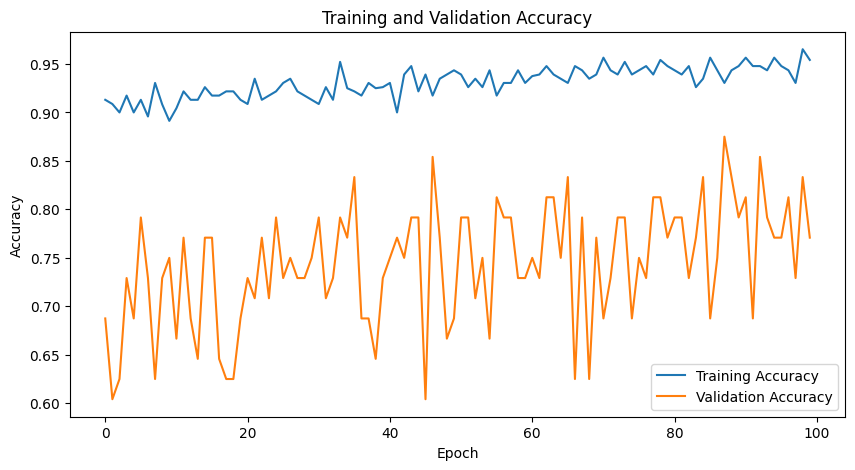 Training and Validation Accuracy
Accuracy
0.95
0.90
0.85
0.80
0.75
0.70
0.65
0.60
Training Accuracy
Validation Accuracy
0 20 40 60 80 100
Epoch